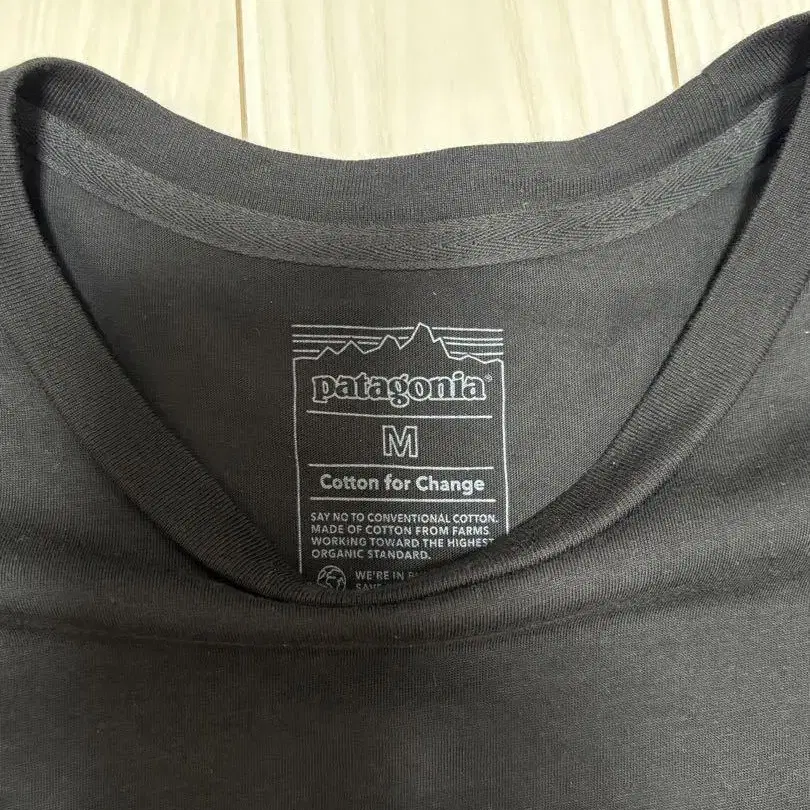 patagonia®
M
Cotton for Change
SAY NO TO CONVENTIONAL COTTON.
MADE OF COTTON FROM FARMS
WORKING TOWARD THE HIGHEST
ORGANIC STANDARD.
WE'RE IN